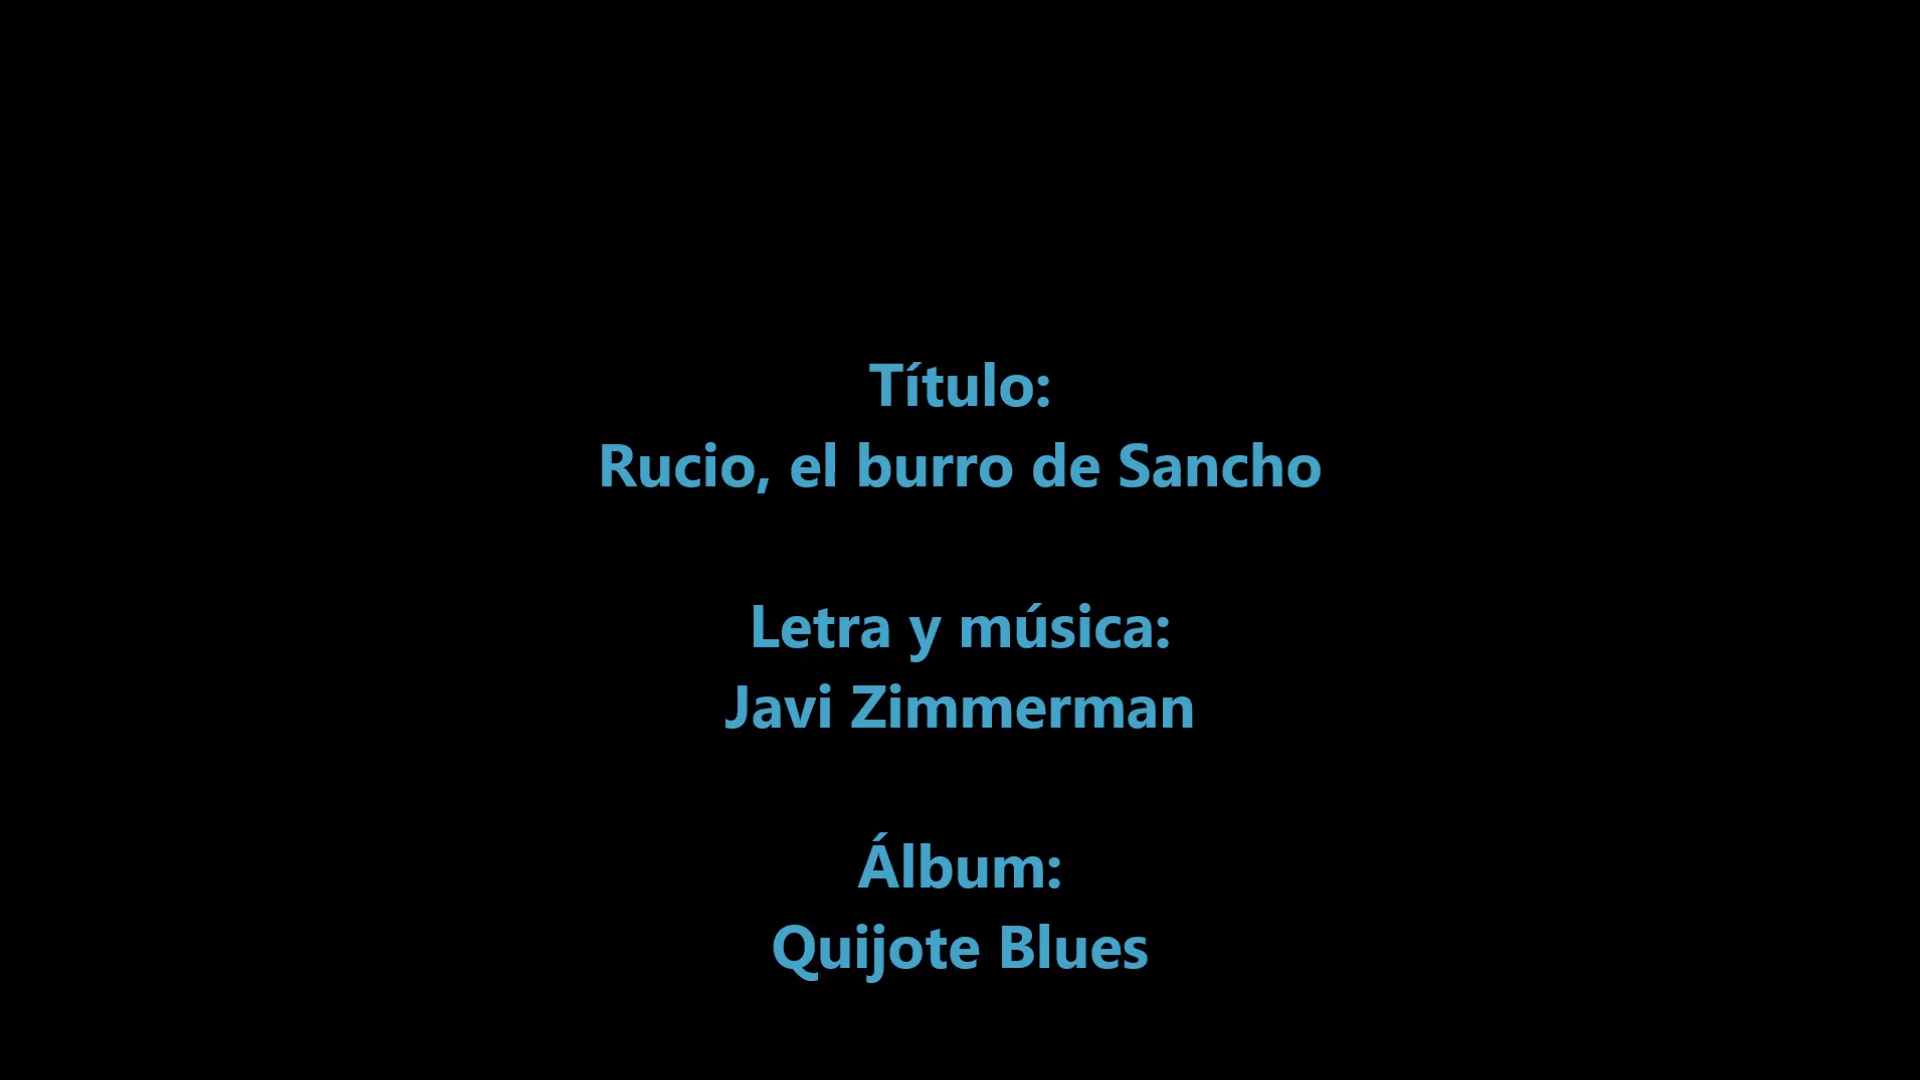 Título:
Rucio, el burro de Sancho
Letra y música:
Javi Zimmerman
Álbum:
Quijote Blues